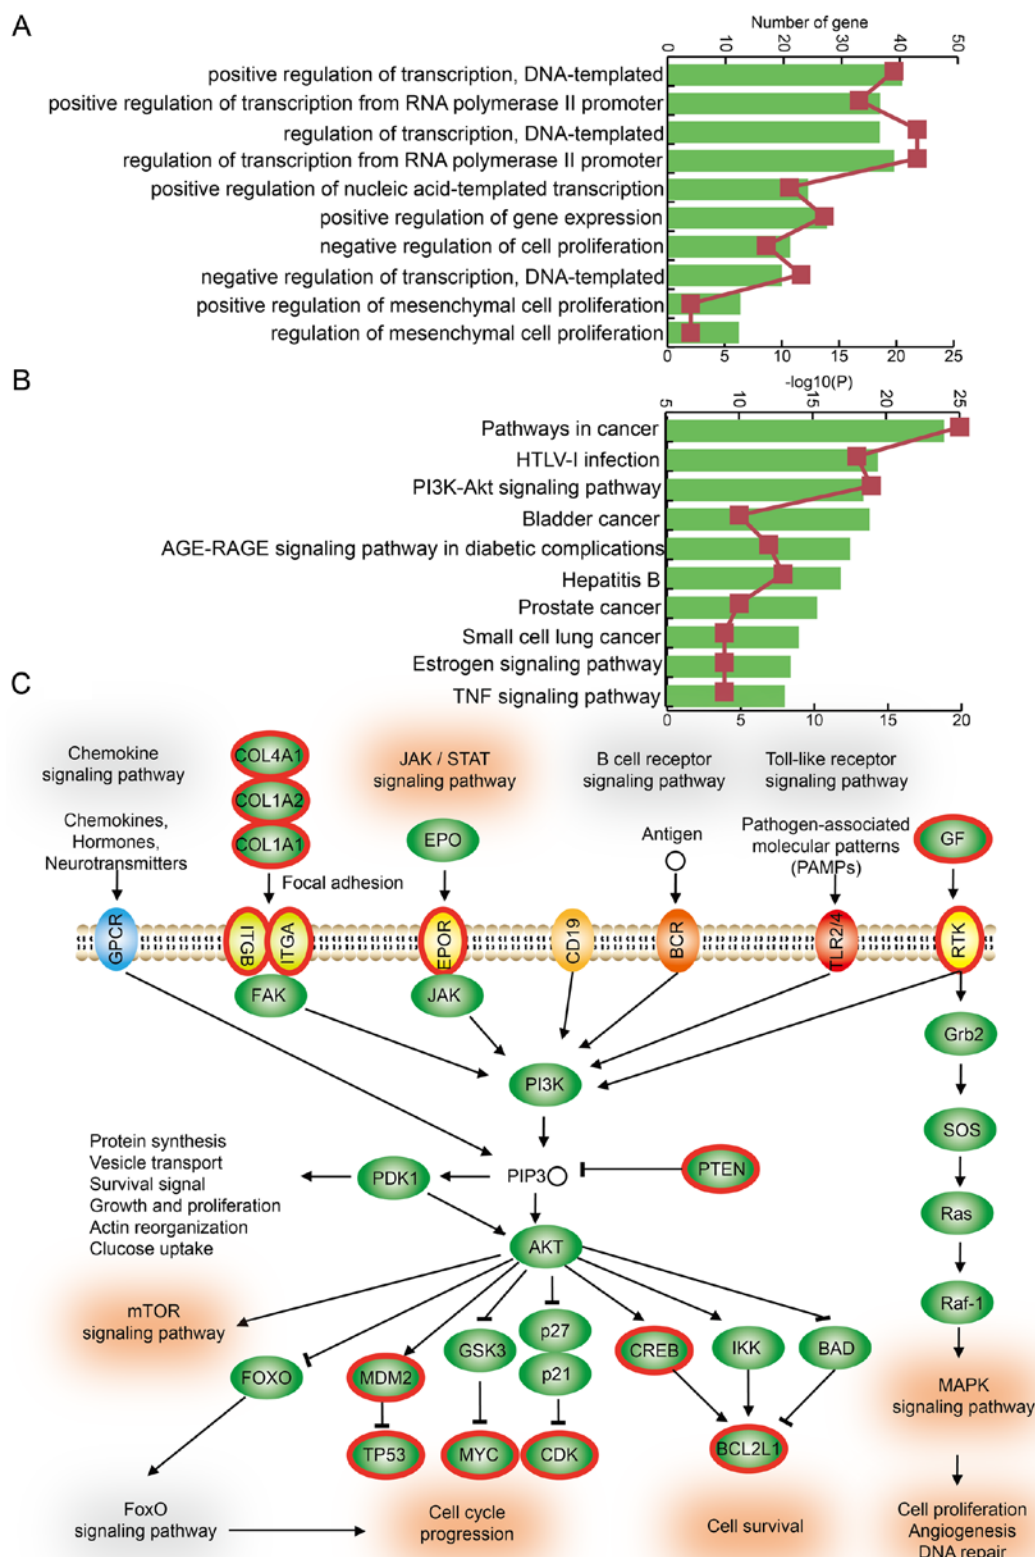 A
Number of gene
0 10 20 30 40 50
positive regulation of transcription, DNA-templated
positive regulation of transcription from RNA polymerase II promoter
regulation of transcription, DNA-templated
regulation of transcription from RNA polymerase II promoter
positive regulation of nucleic acid-templated transcription
positive regulation of gene expression
negative regulation of cell proliferation
negative regulation of transcription, DNA-templated
positive regulation of mesenchymal cell proliferation
regulation of mesenchymal cell proliferation
0 5 10 15 20 25
B
-log10(P)
5 10 15 20 25
Pathways in cancer
HTLV-I infection
PI3K-Akt signaling pathway
Bladder cancer
AGE-RAGE signaling pathway in diabetic complications
Hepatitis B
Prostate cancer
Small cell lung cancer
Estrogen signaling pathway
TNF signaling pathway
0 5 10 15 20
C
Chemokine
signaling pathway
COL4A1
COL1A2
COL1A1
JAK / STAT
signaling pathway
B cell receptor
signaling pathway
Toll-like receptor
signaling pathway
Chemokines,
Hormones,
Neurotransmitters
Focal adhesion
EPO
Antigen
Pathogen-associated
molecular patterns
(PAMPs)
GF
GPCR
ITGB
ITGA
EPOR
CD19
BCR
TLR2/4
RTK
FAK
JAK
Grb2
PI3K
SOS
Protein synthesis
Vesicle transport
Survival signal
Growth and proliferation
Actin reorganization
Clucose uptake
PDK1
PIP3
PTEN
Ras
AKT
Raf-1
mTOR
signaling pathway
FOXO
MDM2
GSK3
p27
p21
CREB
IKK
BAD
MAPK
signaling pathway
TP53
MYC
CDK
BCL2L1
FoxO
signaling pathway
Cell cycle
progression
Cell survival
Cell proliferation
Angiogenesis
DNA repair